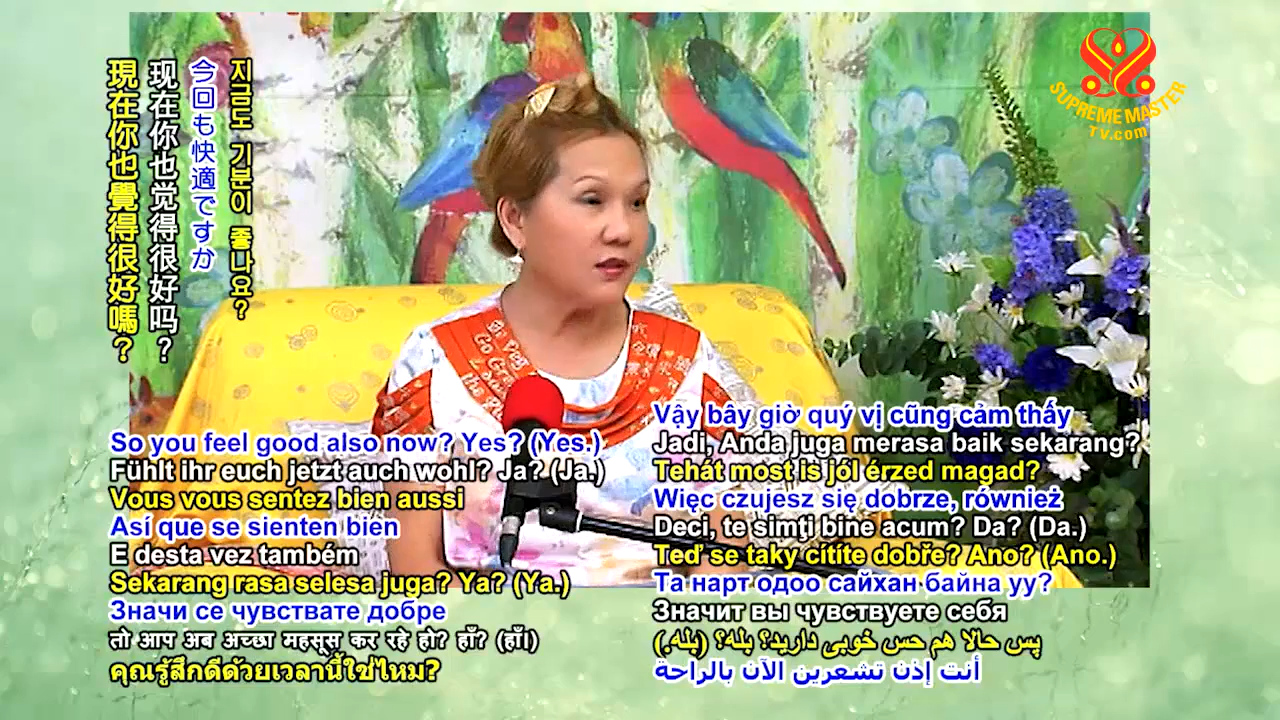 지금도 기분이 좋나요?
今回も快適ですか
现在你也觉得很好吗？
現在你也覺得很好嗎？
SUPREME MASTER
TV.com
Be Veg
Go Green
So you feel good also now? Yes? (Yes.)
Fühlt ihr euch jetzt auch wohl? Ja? (Ja.)
Vous vous sentez bien aussi
Así que se sienten bien
E desta vez também
Sekarang rasa selesa juga? Ya? (Ya.)
Значи се чувствате добре
तो आप अब अच्छा महसूस कर रहे हो? हाँ? (हाँ।)
คุณรู้สึกดีด้วยเวลานี้ใช่ไหม?
Vậy bây giờ quý vị cũng cảm thấy
Jadi, Anda juga merasa baik sekarang?
Tehát most is jól érzed magad?
Więc czujesz się dobrze, również
Deci, te simţi bine acum? Da? (Da.)
Teď se taky cítíte dobře? Ano? (Ano.)
Та нарт одоо сайхан байна уу?
Значит вы чувствуете себя
پس حالا هم حس خوبی دارید؟ بله؟ (بله.)
أنت إذن تشعرين الآن بالراحة